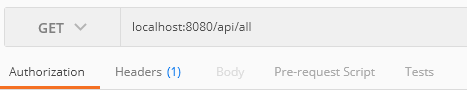 GET localhost:8080/api/all
Authorization Headers (1) Body Pre-request Script Tests